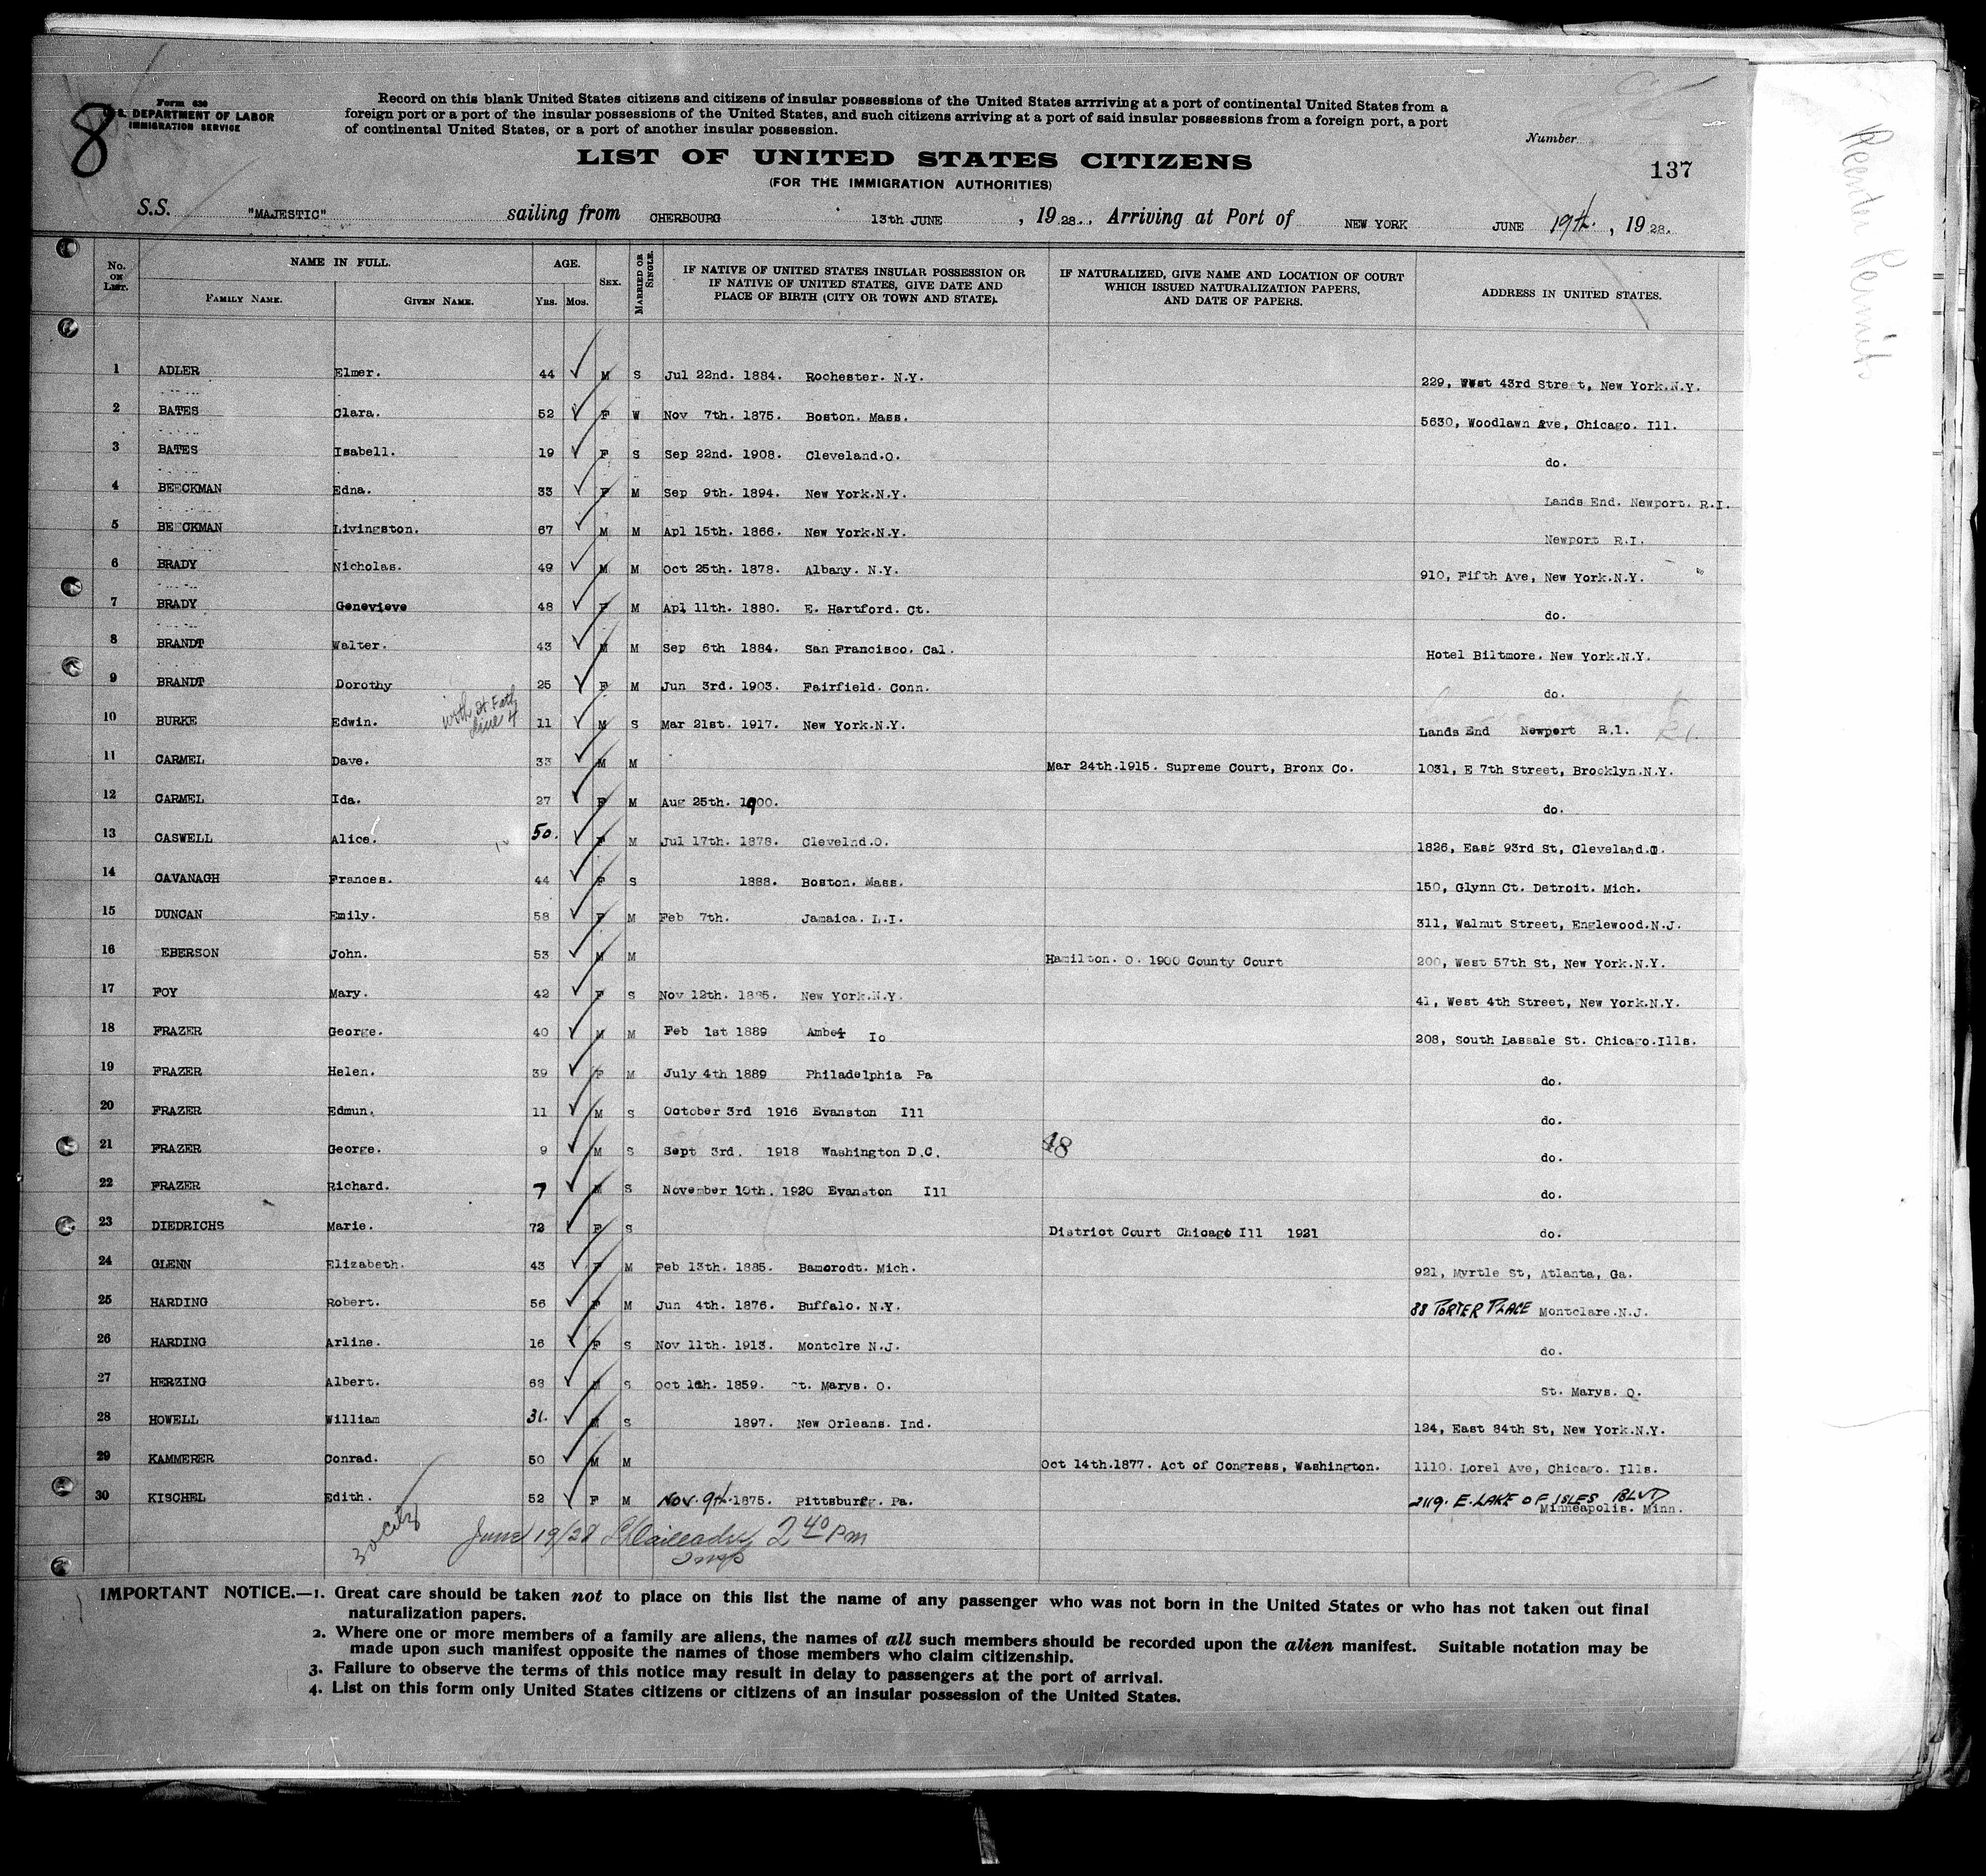 8
Form 630
U.S. DEPARTMENT OF LABOR
IMMIGRATION SERVICE
Record on this blank United States citizens and citizens of insular possessions of the United States arrriving at a port of continental United States from a
foreign port or a port of the insular possessions of the United States, and such citizens arriving at a port of said insular possessions from a foreign port, a port
of continental United States, or a port of another insular possession.
Number
137
LIST OF UNITED STATES CITIZENS
(FOR THE IMMIGRATION AUTHORITIES)
S.S. "MAJESTIC" sailing from CHERBOURG 13th JUNE , 19 28. , Arriving at Port of NEW YORK JUNE 19th. , 19 28.
Reentry Permits
No. on List. NAME IN FULL. FAMILY NAME. GIVEN NAME. AGE. Yrs. Mos. SEX. MARRIED OR SINGLE. IF NATIVE OF UNITED STATES INSULAR POSSESSION OR IF NATIVE OF UNITED STATES, GIVE DATE AND PLACE OF BIRTH (CITY OR TOWN AND STATE). IF NATURALIZED, GIVE NAME AND LOCATION OF COURT WHICH ISSUED NATURALIZATION PAPERS, AND DATE OF PAPERS. ADDRESS IN UNITED STATES.
1 ADLER Elmer. 44 M S Jul 22nd. 1884. Rochester. N.Y. 229, West 43rd Street, New York.N.Y.
2 BATES Clara. 52 F W Nov 7th. 1875. Boston. Mass. 5630, Woodlawn Ave, Chicago. Ill.
3 BATES Isabell. 19 F S Sep 22nd. 1908. Cleveland.O. do.
4 BEECKMAN Edna. 33 F M Sep 9th. 1894. New York.N.Y. Lands End. Newport. R.I.
5 BEECKMAN Livingston. 67 M M Apl 15th. 1866. New York.N.Y. Newport R.I.
6 BRADY Nicholas. 49 M M Oct 25th. 1878. Albany. N.Y. 910, Fifth Ave, New York.N.Y.
7 BRADY Genevieve 48 F M Apl 11th. 1880. E. Hartford. Ct. do.
8 BRANDT Walter. 43 M M Sep 6th 1884. San Francisco. Cal. Hotel Biltmore. New York.N.Y.
9 BRANDT Dorothy 25 F M Jun 3rd. 1903. Fairfield. Conn. do.
10 BURKE Edwin. with line 4 11 M S Mar 21st. 1917. New York.N.Y. Lands End Newport R.1.
11 CARMEL Dave. 33 M M Mar 24th.1915. Supreme Court, Bronx Co. 1031, E 7th Street, Brooklyn.N.Y.
12 CARMEL Ida. 27 F M Aug 25th. 1900. do.
13 CASWELL Alice. 50. F M Jul 17th. 1878. Clevelnd.O. 1826, East 93rd St, Cleveland.O.
14 CAVANAGH Frances. 44 F S 1888. Boston. Mass. 150, Glynn Ct. Detroit. Mich.
15 DUNCAN Emily. 58 F M Feb 7th. Jamaica. L.I. 311, Walnut Street, Englewood.N.J.
16 EBERSON John. 53 M M Hamilton. O. 1900 County Court 200, West 57th St, New York.N.Y.
17 FOY Mary. 42 F S Nov 12th. 1885. New York.N.Y. 41, West 4th Street, New York.N.Y.
18 FRAZER George. 40 M M Feb 1st 1889 Io 208, South Lassale St. Chicago.Ills.
19 FRAZER Helen. 39 F M July 4th 1889 Philadelphia Pa do.
20 FRAZER Edmun. 11 M S October 3rd 1916 Evanston Ill do.
21 FRAZER George. 9 M S Sept 3rd. 1918 Washington D.C. 18 do.
22 FRAZER Richard. 7 M S November 10th. 1920 Evanston Ill do.
23 DIEDRICHS Marie. 72 F S District Court Chicago Ill 1921 do.
24 GLENN Elizabeth. 43 F M Feb 13th. 1885. Bamcrodt. Mich. 921, Myrtle St, Atlanta, Ga.
25 HARDING Robert. 56 F M Jun 4th. 1876. Buffalo. N.Y. 88 PORTER PLACE Montclare.N.J.
26 HARDING Arline. 16 F S Nov 11th. 1913. Montclre N.J. do.
27 HERZING Albert. 68 M S 1859. St. Marys. O. St. Marys. O.
28 HOWELL William 31. M S 1897. New Orleans. Ind. 124, East 84th St, New York.N.Y.
29 KAMMERER Conrad. 50 M M Oct 14th.1877. Act of Congress, Washington. 1110. Lorel Ave, Chicago. Ills.
30 KISCHEL Edith. 52 F M Nov. 9th. 1875. Pittsburg. Pa. 2119. E. LAKE OF ISLES BLVD Minneapolis. Minn.
30 Citz
June 19/28 2 40 Pm
Insp
IMPORTANT NOTICE.—1. Great care should be taken not to place on this list the name of any passenger who was not born in the United States or who has not taken out final
naturalization papers.
2. Where one or more members of a family are aliens, the names of all such members should be recorded upon the alien manifest. Suitable notation may be
made upon such manifest opposite the names of those members who claim citizenship.
3. Failure to observe the terms of this notice may result in delay to passengers at the port of arrival.
4. List on this form only United States citizens or citizens of an insular possession of the United States.